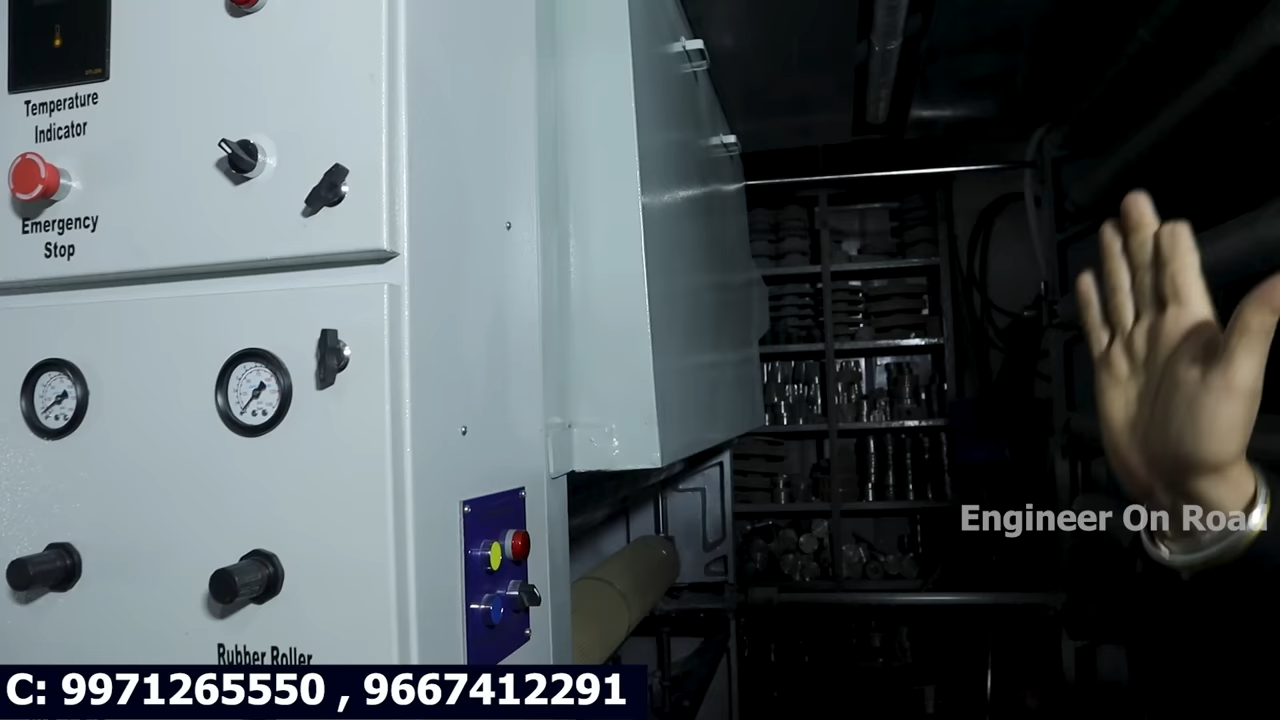 Temperature
Indicator
Emergency
Stop
Rubber Roller
Engineer On Road
C: 9971265550 , 9667412291